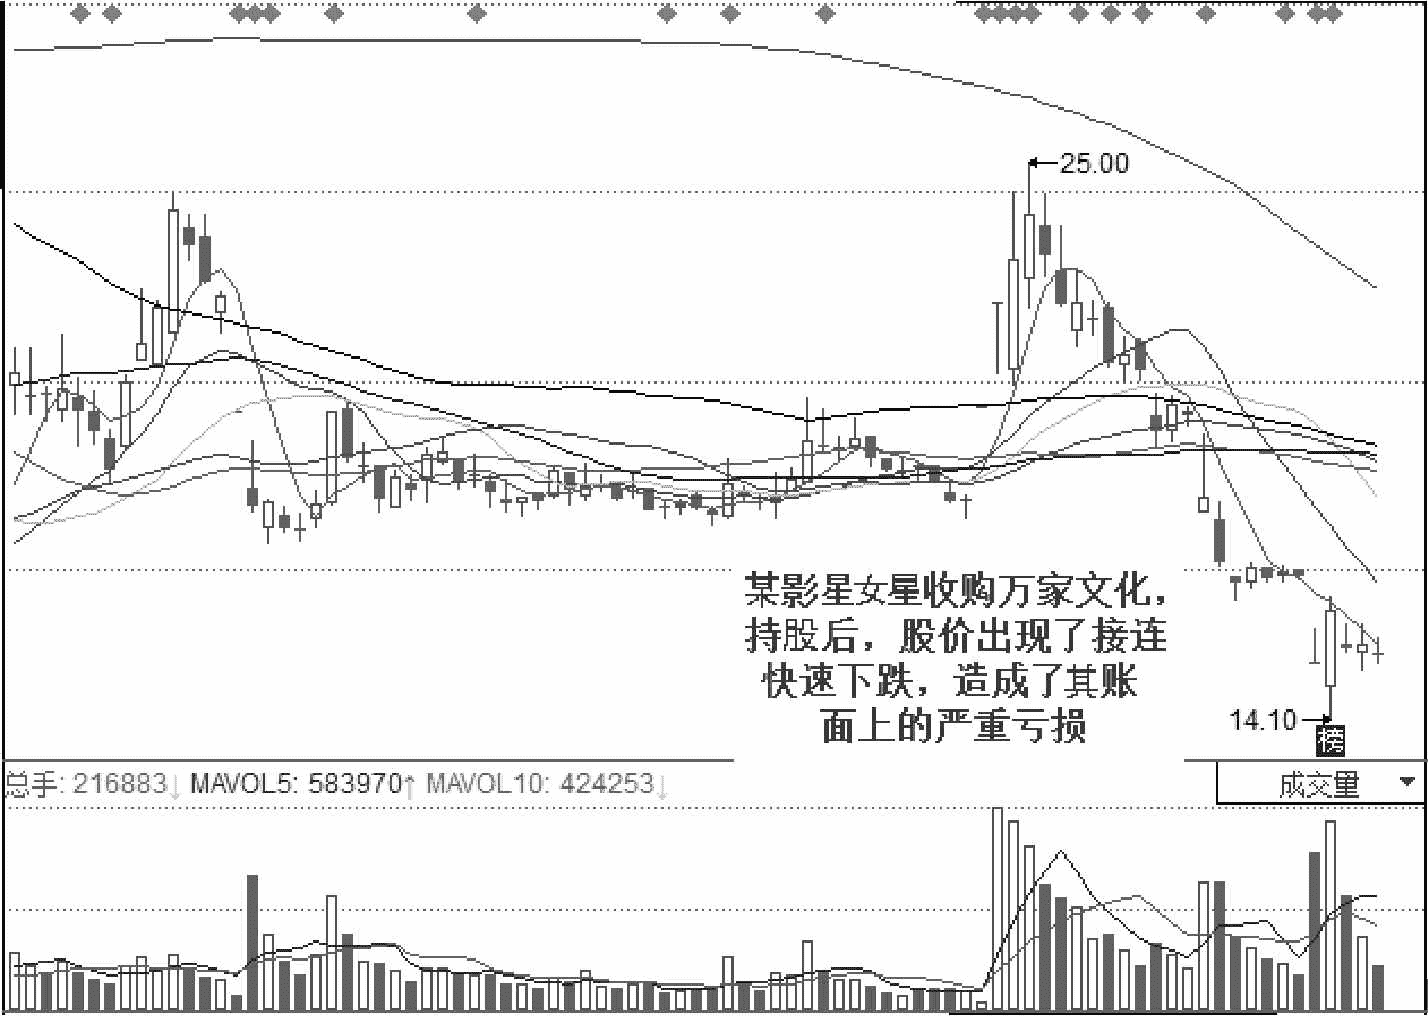 25.00
某影星女星收购万家文化，
持股后，股价出现了接连
快速下跌，造成了其账
面上的严重亏损
14.10
榜
总手: 216883↓ MAVOL5: 583970↑ MAVOL10: 424253↓
成交量